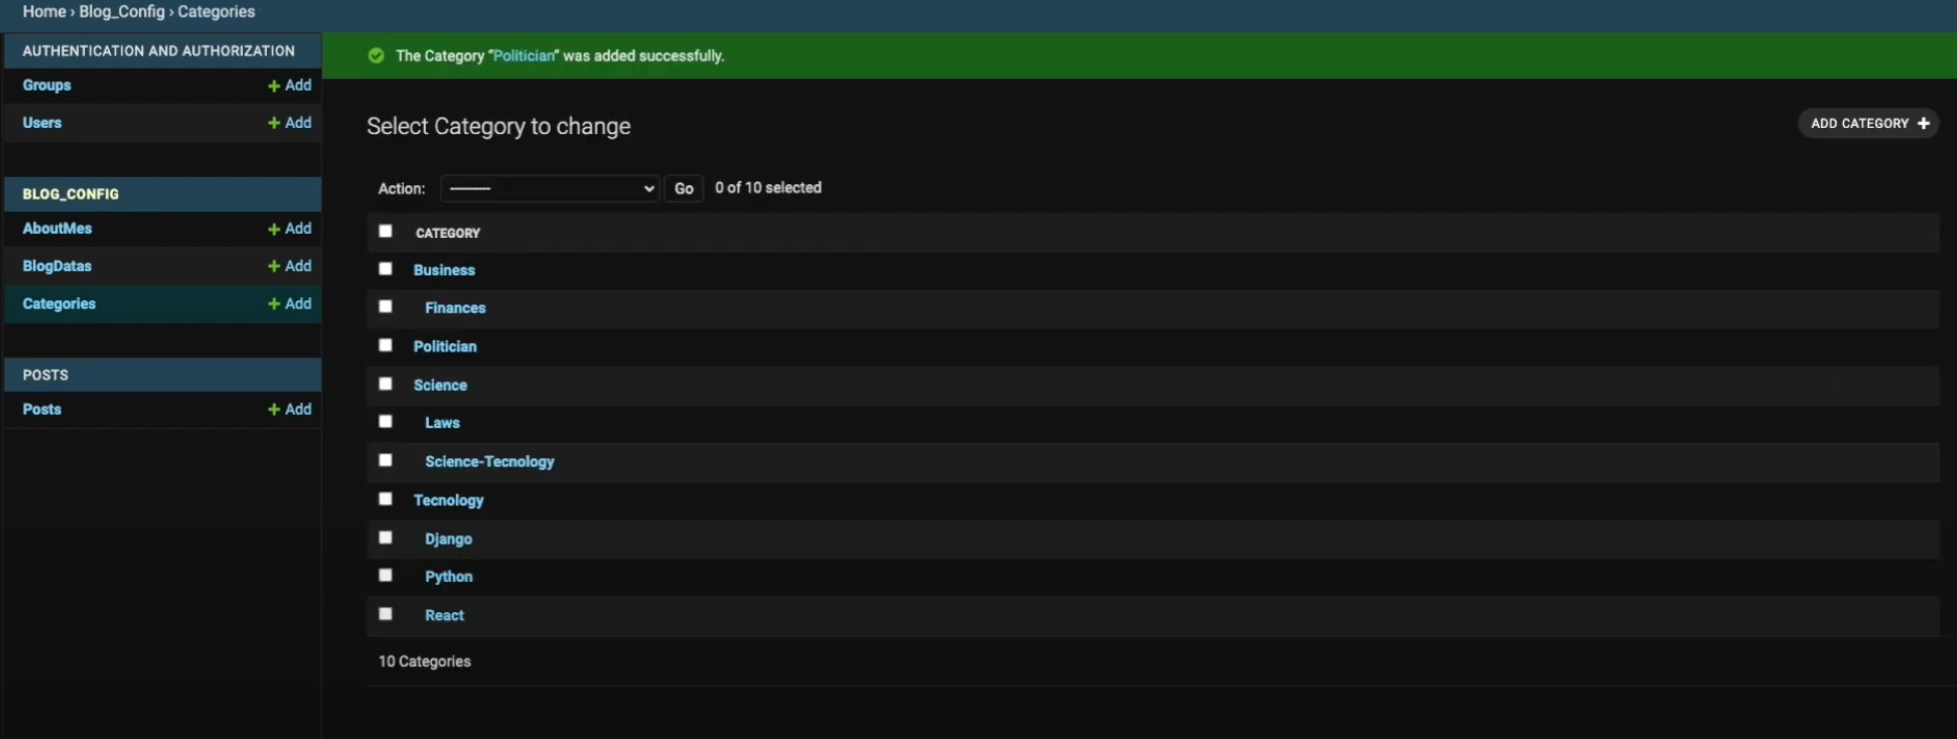 Home › Blog_Config › Categories
AUTHENTICATION AND AUTHORIZATION
Groups + Add
Users + Add
BLOG_CONFIG
AboutMes + Add
BlogDatas + Add
Categories + Add
POSTS
Posts + Add
The Category “Politician” was added successfully.
Select Category to change
ADD CATEGORY +
Action: --------- Go 0 of 10 selected
CATEGORY
Business
Finances
Politician
Science
Laws
Science-Tecnology
Tecnology
Django
Python
React
10 Categories